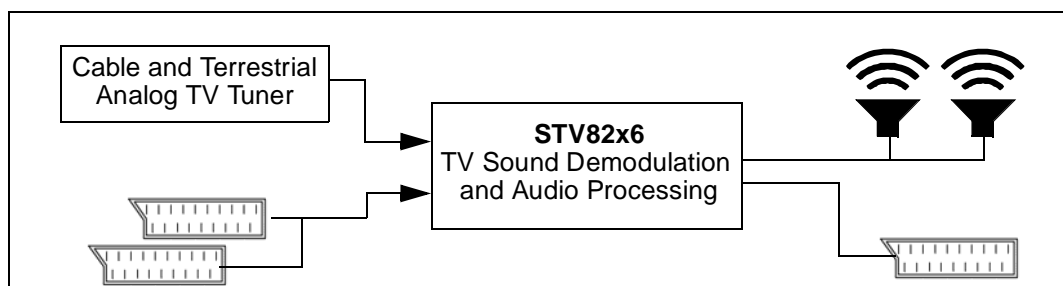 Cable and Terrestrial
Analog TV Tuner
STV82x6
TV Sound Demodulation
and Audio Processing